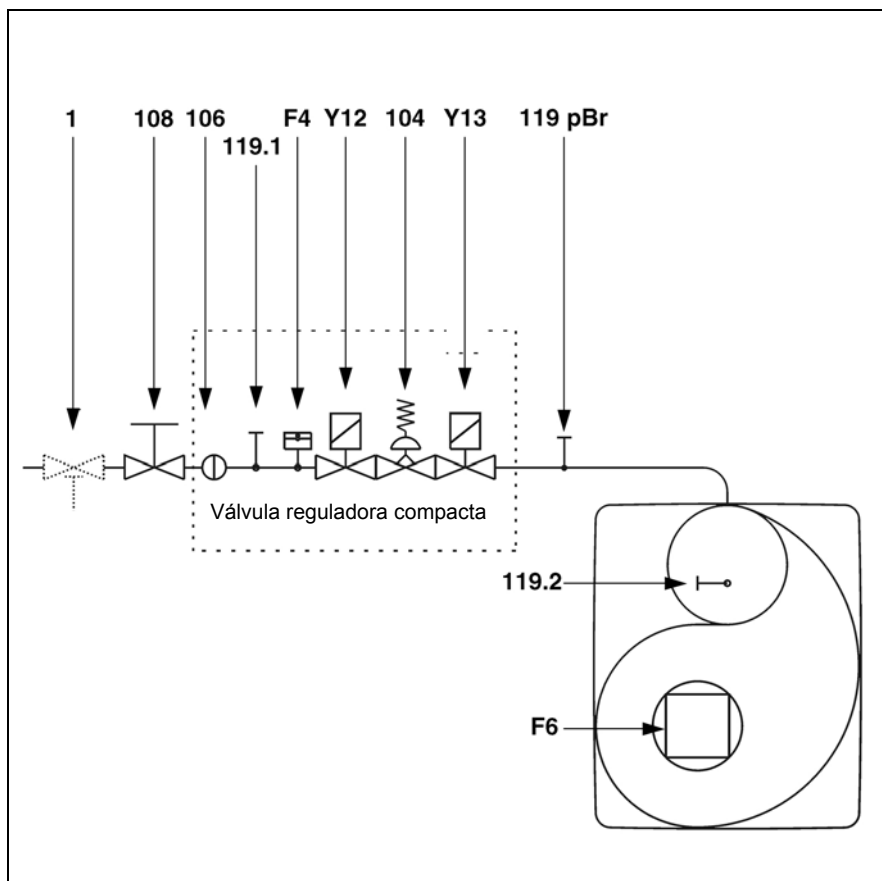 1 108 106 F4 Y12 104 Y13 119 pBr
119.1
Válvula reguladora compacta
119.2
F6